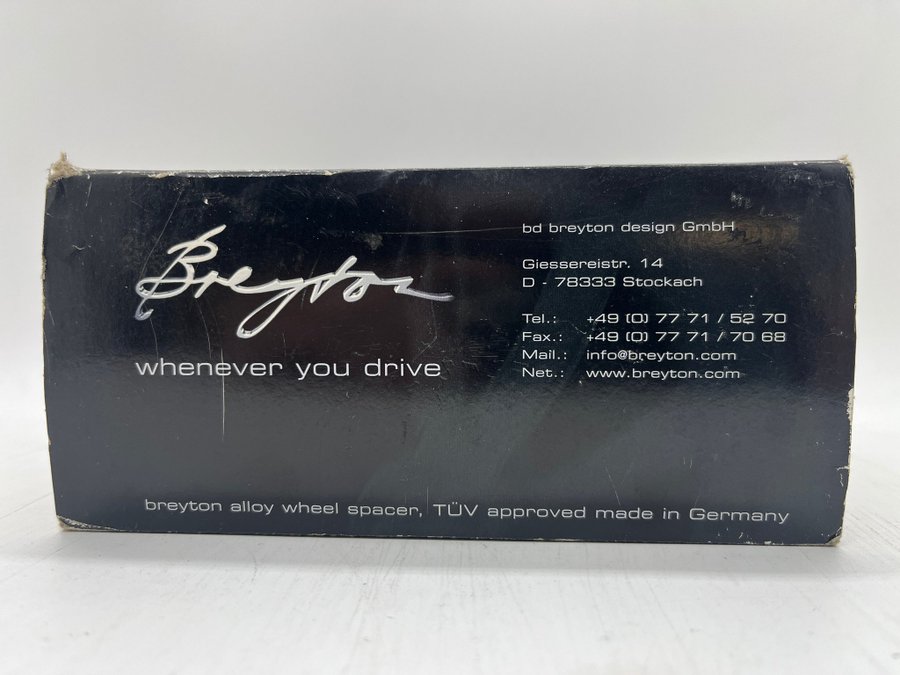 Breyton
whenever you drive
bd breyton design GmbH
Giessereistr. 14
D - 78333 Stockach
Tel.: +49 (0) 77 71 / 52 70
Fax.: +49 (0) 77 71 / 70 68
Mail.: info@breyton.com
Net.: www.breyton.com
breyton alloy wheel spacer, TÜV approved made in Germany